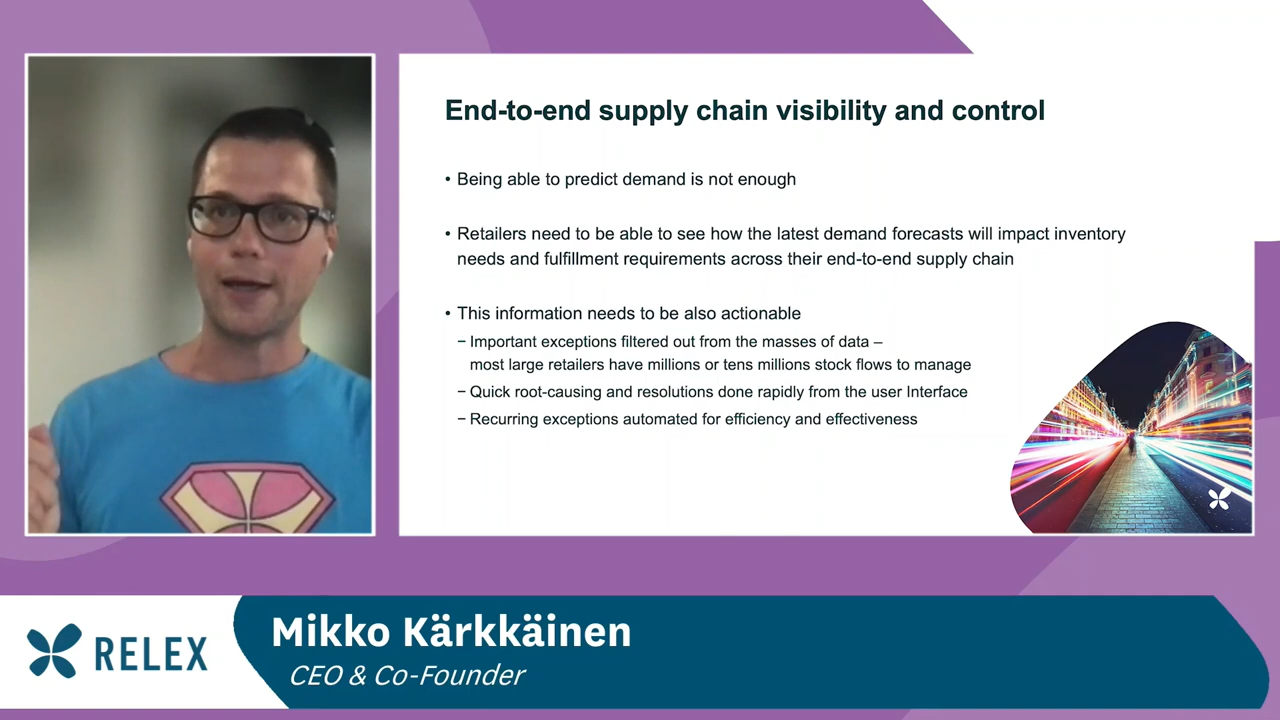 End-to-end supply chain visibility and control
• Being able to predict demand is not enough
• Retailers need to be able to see how the latest demand forecasts will impact inventory
needs and fulfillment requirements across their end-to-end supply chain
• This information needs to be also actionable
− Important exceptions filtered out from the masses of data –
most large retailers have millions or tens millions stock flows to manage
− Quick root-causing and resolutions done rapidly from the user Interface
− Recurring exceptions automated for efficiency and effectiveness
RELEX
Mikko Kärkkäinen
CEO & Co-Founder